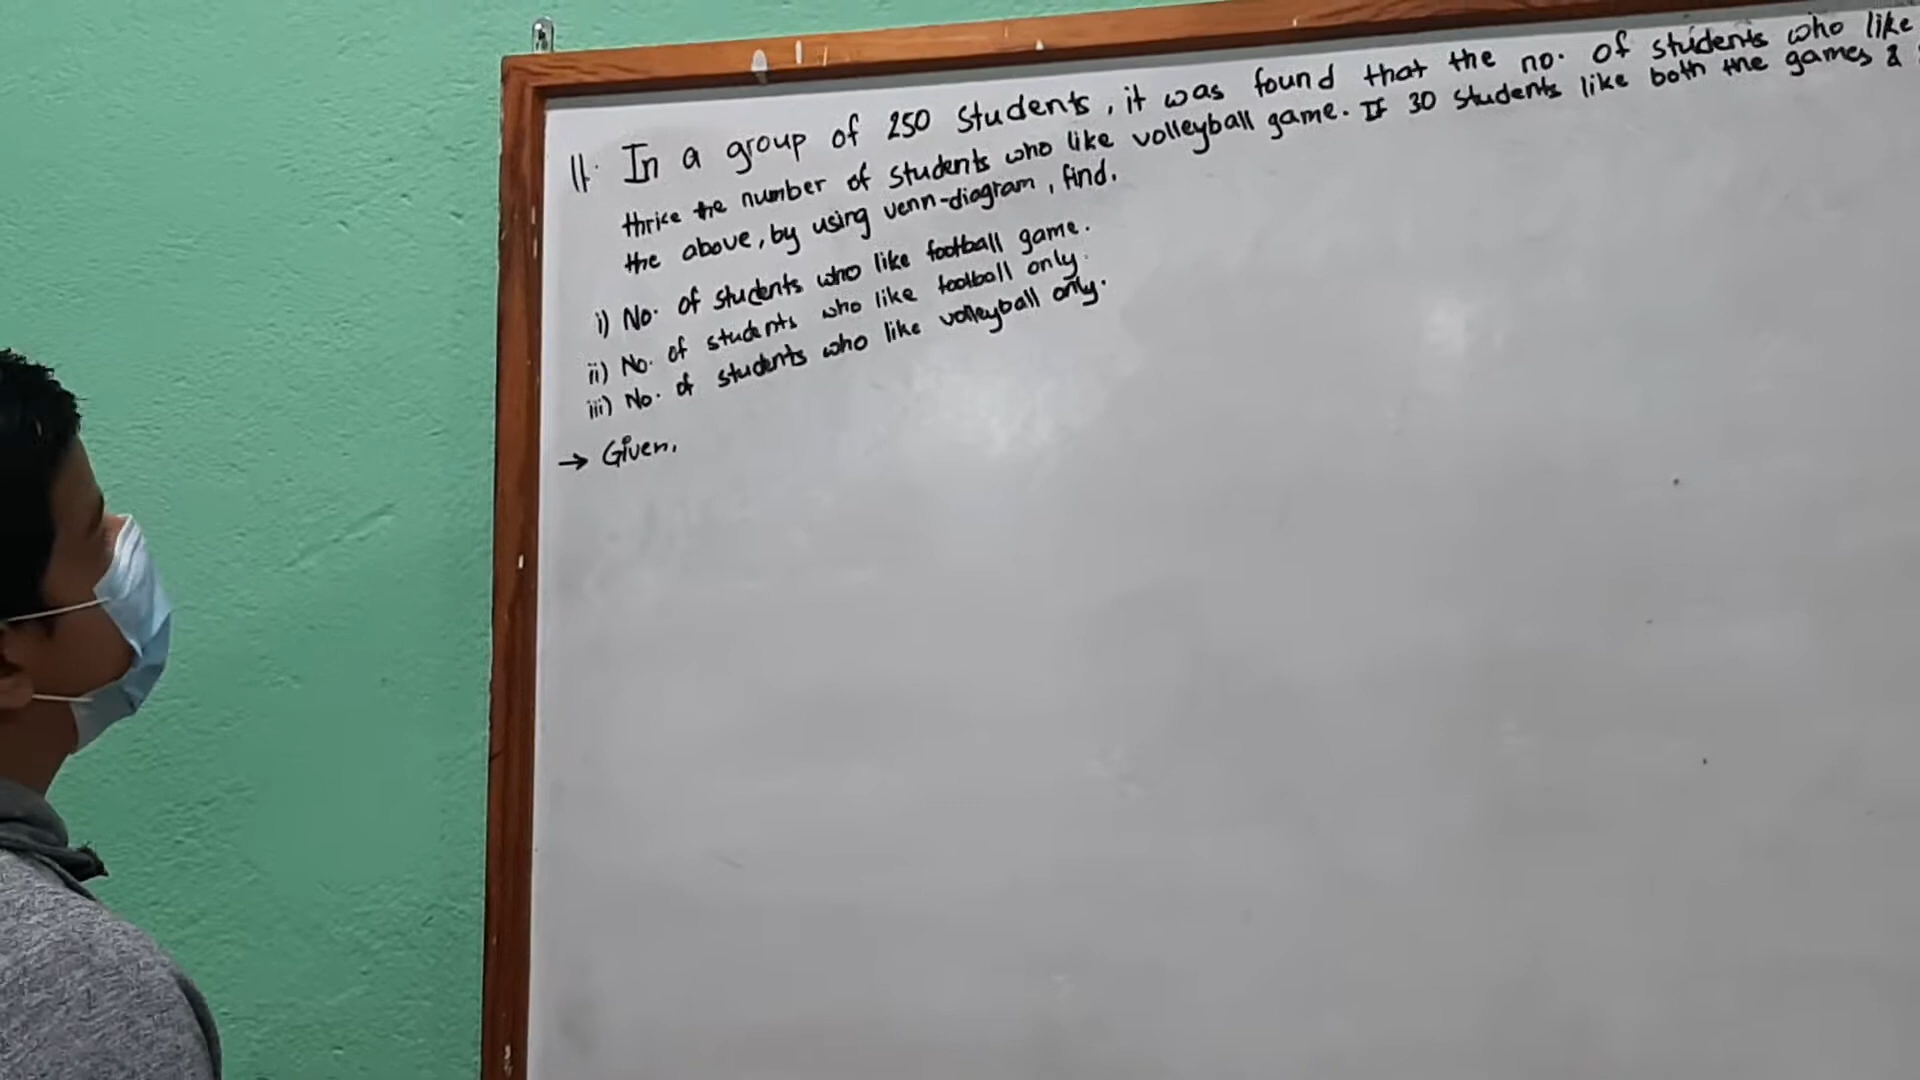 11. In a group of 250 students, it was found that the no. of students who like
thrice the number of students who like volleyball game. If 30 students like both the games &
the above, by using venn-diagram, find.
i) No. of students who like football game.
ii) No. of students who like football only.
iii) No. of students who like volleyball only.
→ Given,